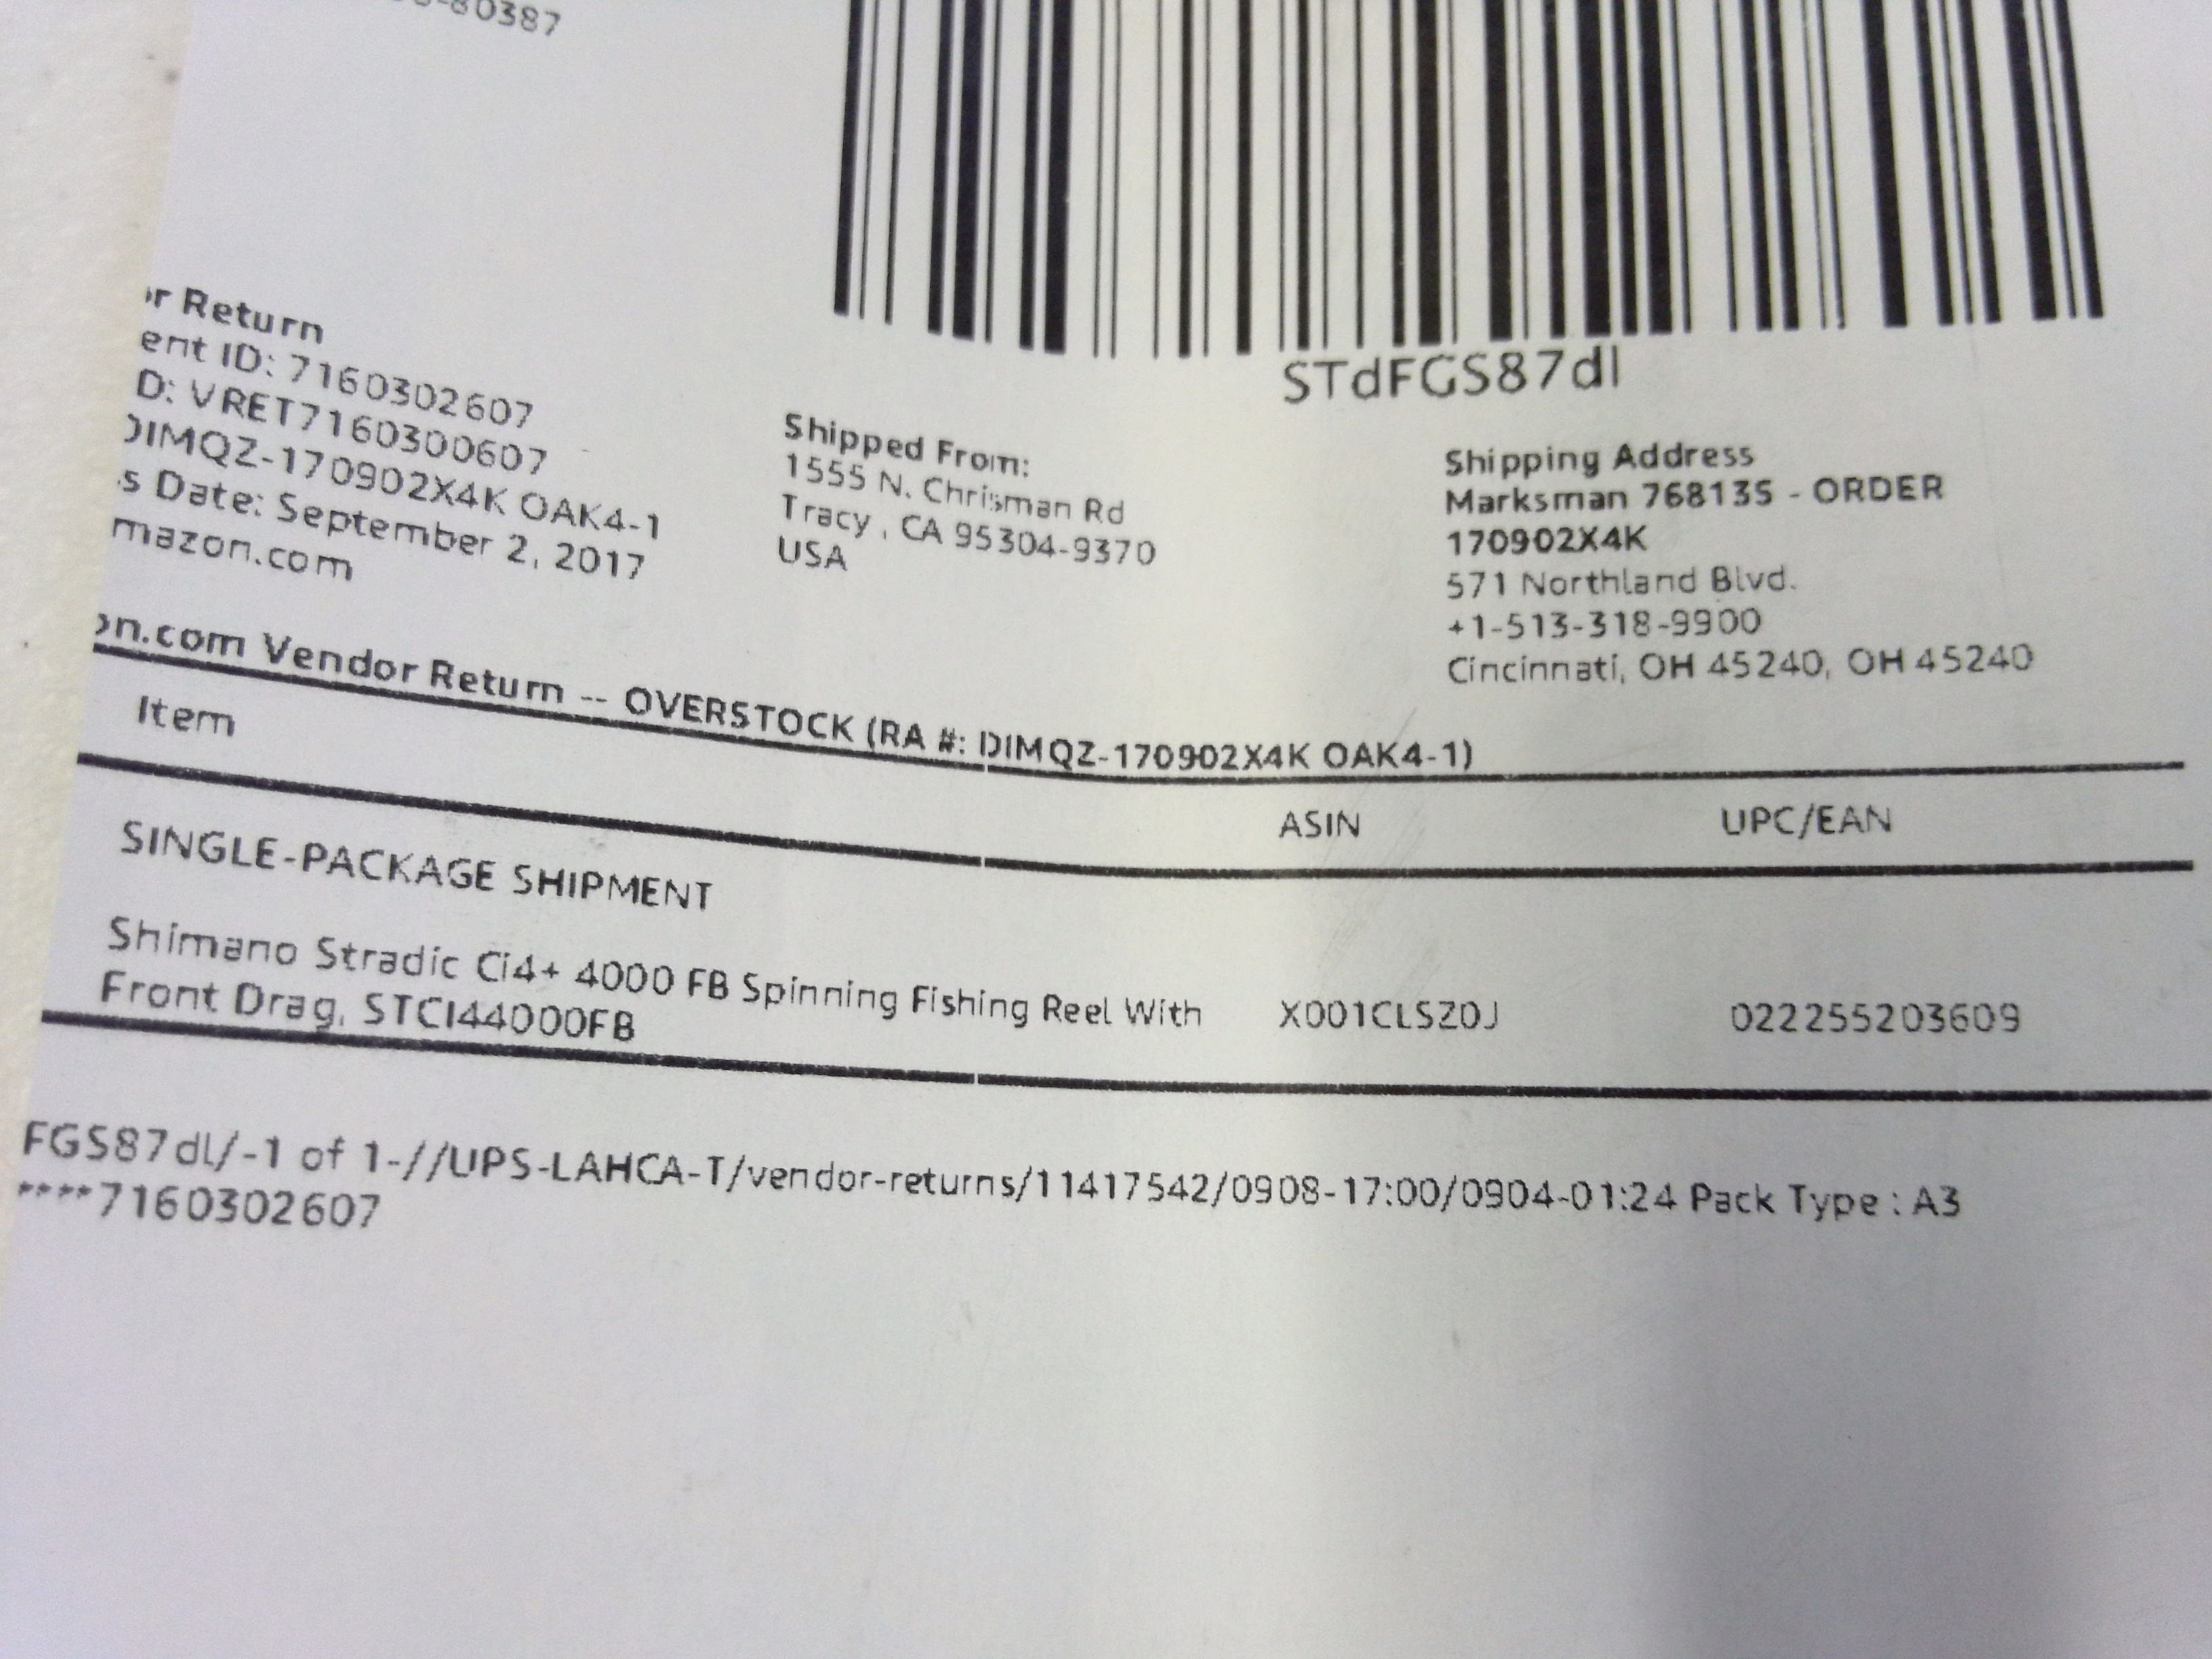 -80387
STdFGS87dl
r Return
ent ID: 7160302607
D: VRET7160300607
DIMQZ-170902X4K OAK4-1
s Date: September 2, 2017
mazon.com
Shipped From:
1555 N. Chrisman Rd
Tracy , CA 95304-9370
USA
Shipping Address
Marksman 768135 - ORDER
170902X4K
571 Northland Blvd.
+1-513-318-9900
Cincinnati, OH 45240, OH 45240
on.com Vendor Return -- OVERSTOCK (RA #: DIMQZ-170902X4K OAK4-1)
Item ASIN UPC/EAN
SINGLE-PACKAGE SHIPMENT
Shimano Stradic Ci4+ 4000 FB Spinning Fishing Reel With X001CLSZ0J 022255203609
Front Drag, STCI44000FB
FGS87dl/-1 of 1-//UPS-LAHCA-T/vendor-returns/11417542/0908-17:00/0904-01:24 Pack Type : A3
****7160302607